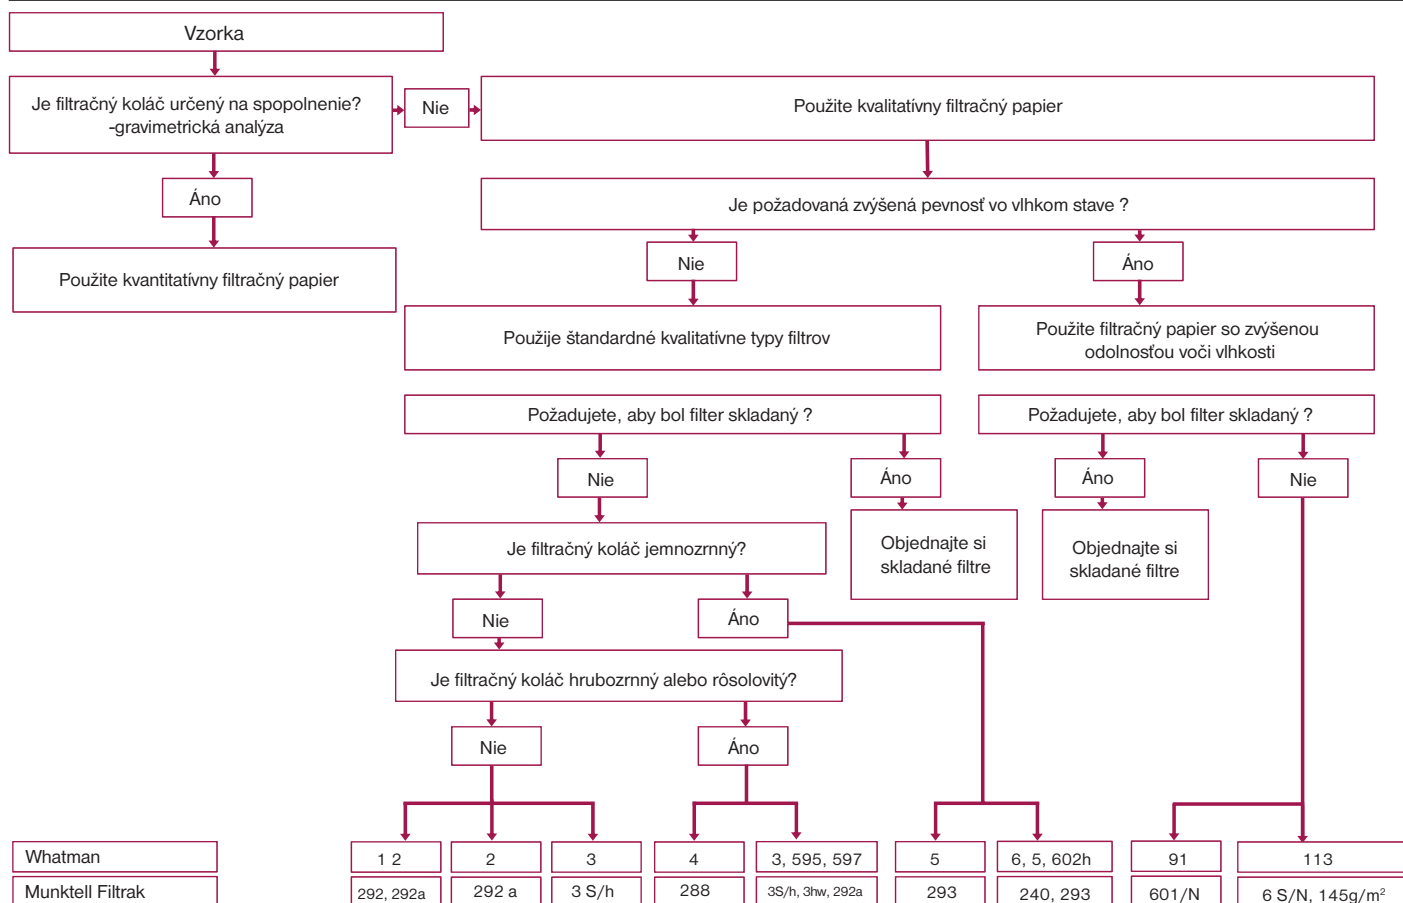 Vzorka
Je filtračný koláč určený na spopolnenie?
-gravimetrická analýza
Nie
Použite kvalitatívny filtračný papier
Áno
Je požadovaná zvýšená pevnosť vo vlhkom stave ?
Použite kvantitatívny filtračný papier
Nie
Áno
Použije štandardné kvalitatívne typy filtrov
Použite filtračný papier so zvýšenou
odolnosťou voči vlhkosti
Požadujete, aby bol filter skladaný ?
Požadujete, aby bol filter skladaný ?
Nie
Áno
Áno
Nie
Je filtračný koláč jemnozrnný?
Objednajte si
skladané filtre
Objednajte si
skladané filtre
Nie
Áno
Je filtračný koláč hrubozrnný alebo rôsolovitý?
Nie
Áno
Whatman
1 2
2
3
4
3, 595, 597
5
6, 5, 602h
91
113
Munktell Filtrak
292, 292a
292 a
3 S/h
288
3S/h, 3hw, 292a
293
240, 293
601/N
6 S/N, 145g/m²